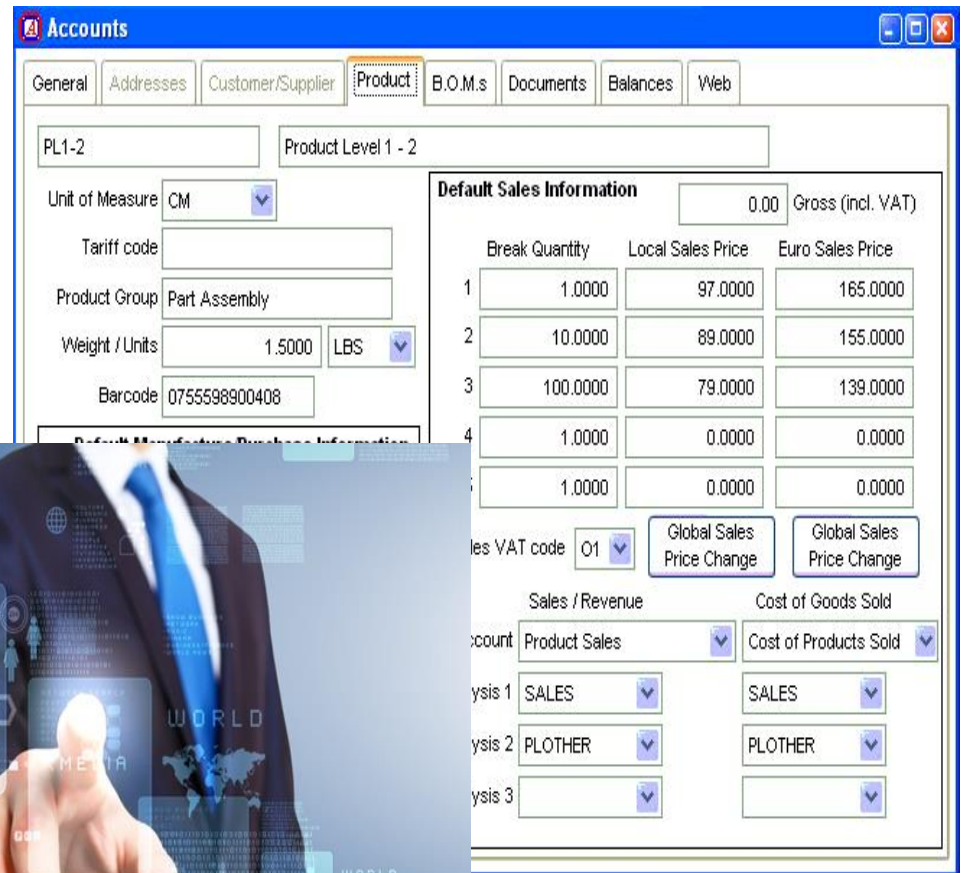 Accounts
General Addresses Customer/Supplier Product B.O.M.s Documents Balances Web
PL1-2 Product Level 1 - 2
Unit of Measure CM
Tariff code
Product Group Part Assembly
Weight / Units 1.5000 LBS
Barcode 0755598900408
Default Manufacture/Purchase Information
Default Sales Information 0.00 Gross (incl. VAT)
Break Quantity Local Sales Price Euro Sales Price
1 1.0000 97.0000 165.0000
2 10.0000 89.0000 155.0000
3 100.0000 79.0000 139.0000
4 1.0000 0.0000 0.0000
1.0000 0.0000 0.0000
les VAT code O1 Global Sales Price Change Global Sales Price Change
Sales / Revenue Cost of Goods Sold
ccount Product Sales Cost of Products Sold
ysis 1 SALES SALES
ysis 2 PLOTHER PLOTHER
ysis 3
WORLD
MEDIA